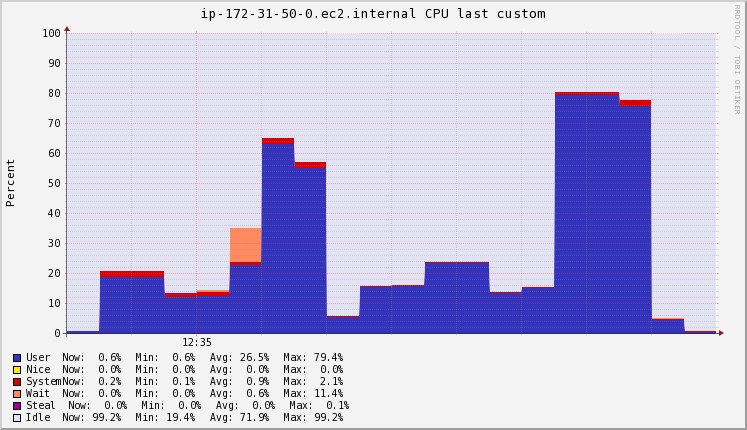 ip-172-31-50-0.ec2.internal CPU last custom
RRDTOOL / TOBI OETIKER
Percent
100
90
80
70
60
50
40
30
20
10
0
12:35
User Now: 0.6% Min: 0.6% Avg: 26.5% Max: 79.4%
Nice Now: 0.0% Min: 0.0% Avg: 0.0% Max: 0.0%
System Now: 0.2% Min: 0.1% Avg: 0.9% Max: 2.1%
Wait Now: 0.0% Min: 0.0% Avg: 0.6% Max: 11.4%
Steal Now: 0.0% Min: 0.0% Avg: 0.0% Max: 0.1%
Idle Now: 99.2% Min: 19.4% Avg: 71.9% Max: 99.2%